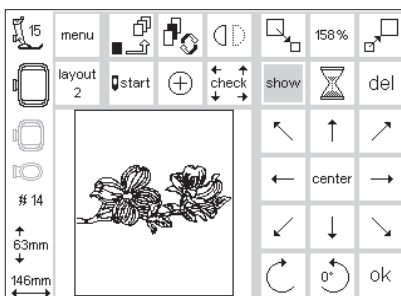 15 menu 158%
layout
2 start check show del
center
# 14
63mm
146mm 0° ok